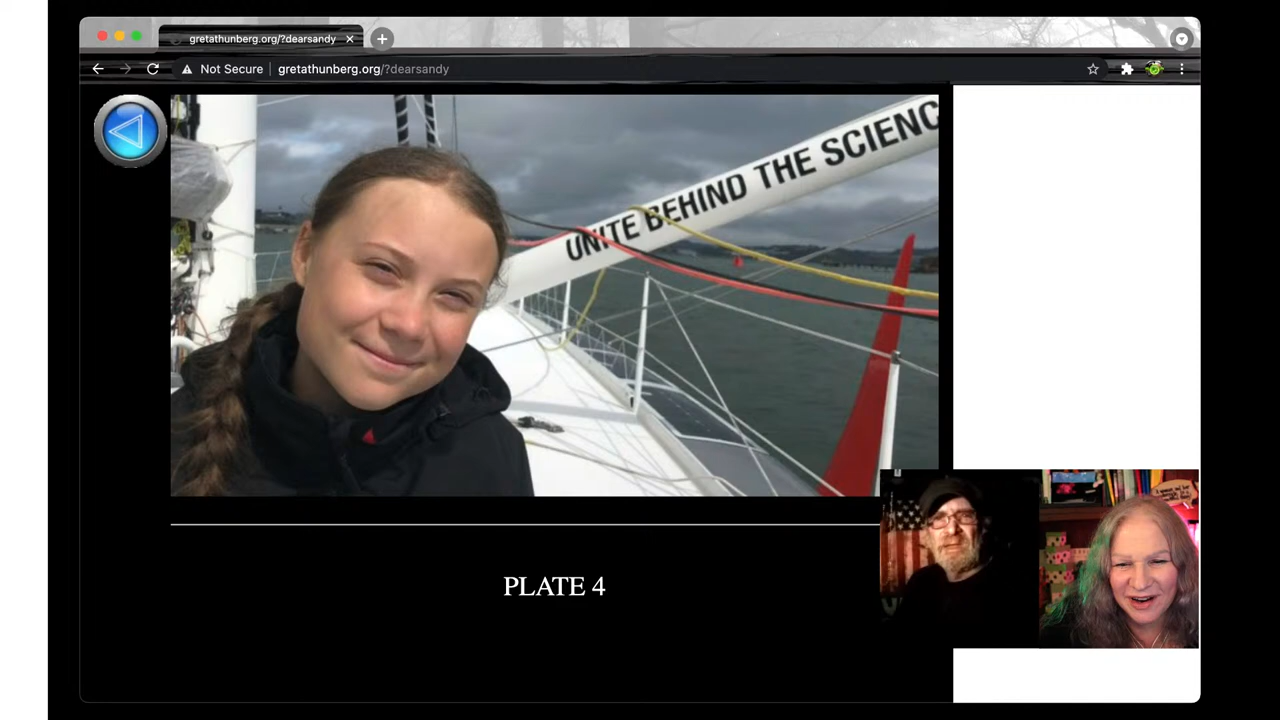 gretathunberg.org/?dearsandy
Not Secure
gretathunberg.org/?dearsandy
UNITE BEHIND THE SCIENC
PLATE 4